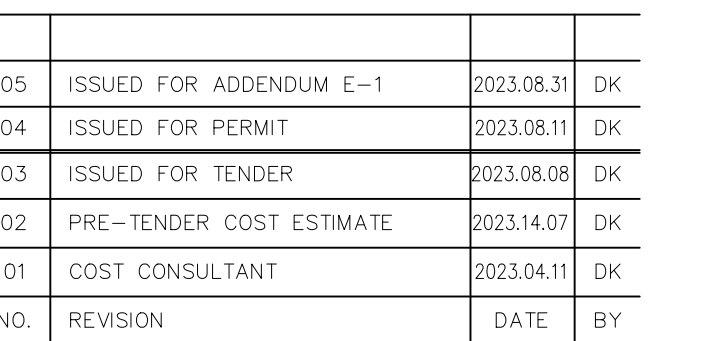 05 ISSUED FOR ADDENDUM E-1 2023.08.31 DK
04 ISSUED FOR PERMIT 2023.08.11 DK
03 ISSUED FOR TENDER 2023.08.08 DK
02 PRE-TENDER COST ESTIMATE 2023.14.07 DK
01 COST CONSULTANT 2023.04.11 DK
NO. REVISION DATE BY